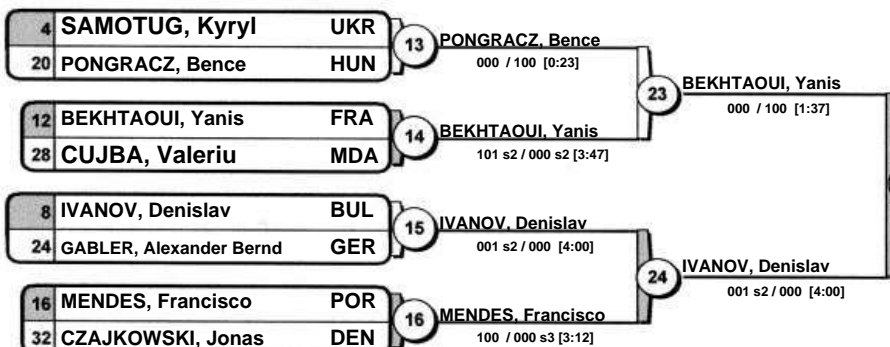 4 SAMOTUG, Kyryl UKR
20 PONGRACZ, Bence HUN
13
PONGRACZ, Bence
000 / 100 [0:23]
12 BEKHTAOUI, Yanis FRA
28 CUJBA, Valeriu MDA
14
BEKHTAOUI, Yanis
101 s2 / 000 s2 [3:47]
23
BEKHTAOUI, Yanis
000 / 100 [1:37]
8 IVANOV, Denislav BUL
24 GABLER, Alexander Bernd GER
15
IVANOV, Denislav
001 s2 / 000 [4:00]
16 MENDES, Francisco POR
32 CZAJKOWSKI, Jonas DEN
16
MENDES, Francisco
100 / 000 s3 [3:12]
24
IVANOV, Denislav
001 s2 / 000 [4:00]